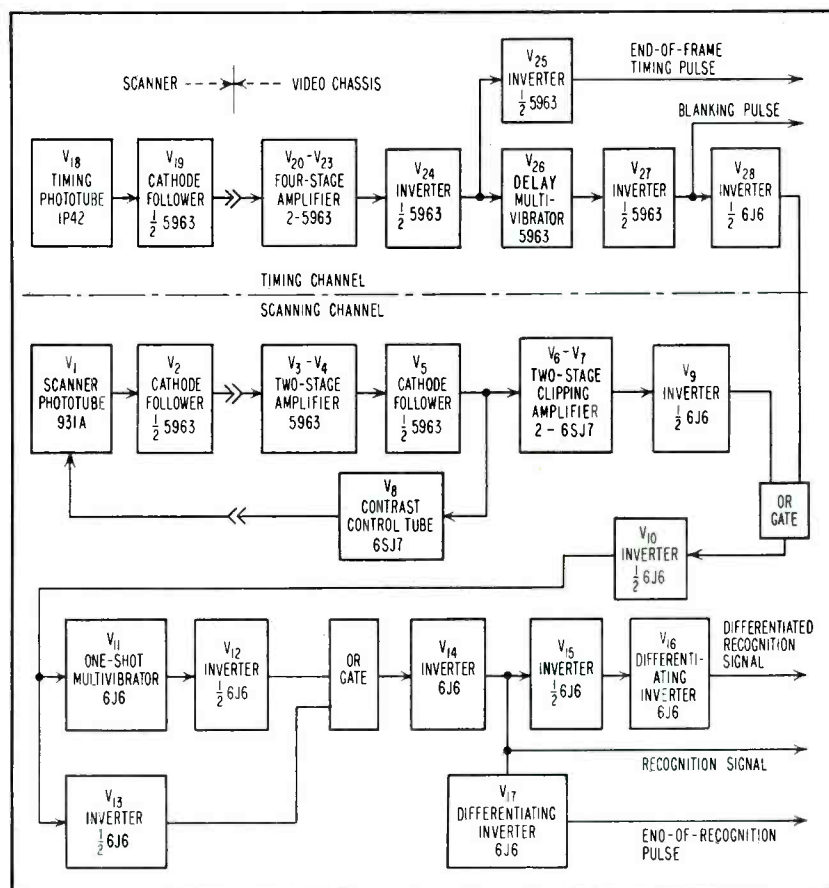 SCANNER
VIDEO CHASSIS
V25
INVERTER
1/2 5963
END-OF-FRAME
TIMING PULSE
BLANKING PULSE
V18
TIMING
PHOTOTUBE
1P42
V19
CATHODE
FOLLOWER
1/2 5963
V20 - V23
FOUR-STAGE
AMPLIFIER
2-5963
V24
INVERTER
1/2 5963
V26
DELAY
MULTI-
VIBRATOR
5963
V27
INVERTER
1/2 5963
V28
INVERTER
1/2 6J6
TIMING CHANNEL
SCANNING CHANNEL
V1
SCANNER
PHOTOTUBE
931A
V2
CATHODE
FOLLOWER
1/2 5963
V3 - V4
TWO-STAGE
AMPLIFIER
5963
V5
CATHODE
FOLLOWER
1/2 5963
V6 - V7
TWO-STAGE
CLIPPING
AMPLIFIER
2 - 6SJ7
V9
INVERTER
1/2 6J6
V8
CONTRAST
CONTROL TUBE
6SJ7
OR
GATE
V10
INVERTER
1/2 6J6
V11
ONE-SHOT
MULTIVIBRATOR
6J6
V12
INVERTER
1/2 6J6
OR
GATE
V14
INVERTER
6J6
V15
INVERTER
1/2 6J6
V16
DIFFERENTI-
ATING
INVERTER
6J6
DIFFERENTIATED
RECOGNITION
SIGNAL
RECOGNITION SIGNAL
V13
INVERTER
1/2 6J6
V17
DIFFERENTIATING
INVERTER
6J6
END-OF-RECOGNITION
PULSE